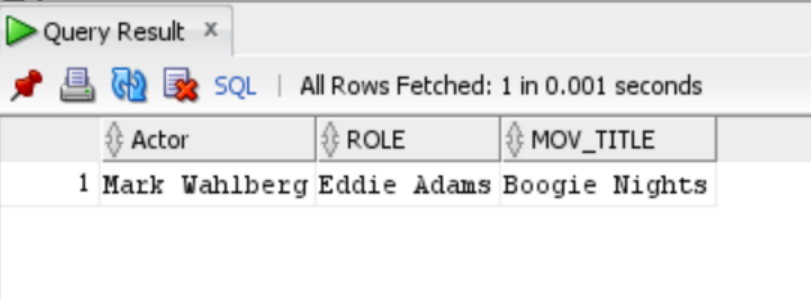 Query Result x
SQL | All Rows Fetched: 1 in 0.001 seconds
Actor ROLE MOV_TITLE
1 Mark Wahlberg Eddie Adams Boogie Nights